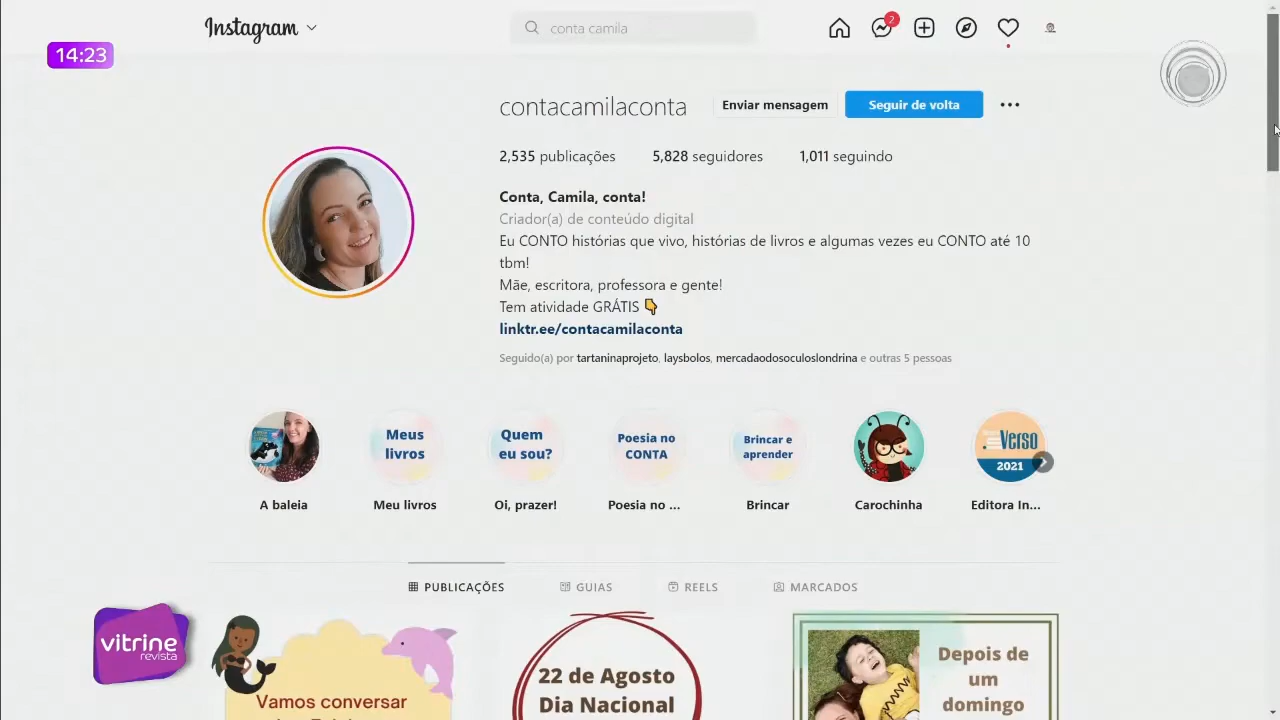 Instagram
conta camila
2
14:23
contacamilaconta
Enviar mensagem
Seguir de volta
2,535 publicações
5,828 seguidores
1,011 seguindo
Conta, Camila, conta!
Criador(a) de conteúdo digital
Eu CONTO histórias que vivo, histórias de livros e algumas vezes eu CONTO até 10
tbm!
Mãe, escritora, professora e gente!
Tem atividade GRÁTIS 👇
linktr.ee/contacamilaconta
Seguido(a) por tartaninaprojeto, laysbolos, mercadaodosoculoslondrina e outras 5 pessoas
Meus
livros
Quem
eu sou?
Poesia no
CONTA
Brincar e
aprender
Verso
2021
A baleia
Meu livros
Oi, prazer!
Poesia no ...
Brincar
Carochinha
Editora In...
PUBLICAÇÕES
GUIAS
REELS
MARCADOS
vitrine
revista
Vamos conversar
22 de Agosto
Dia Nacional
Depois de
um
domingo